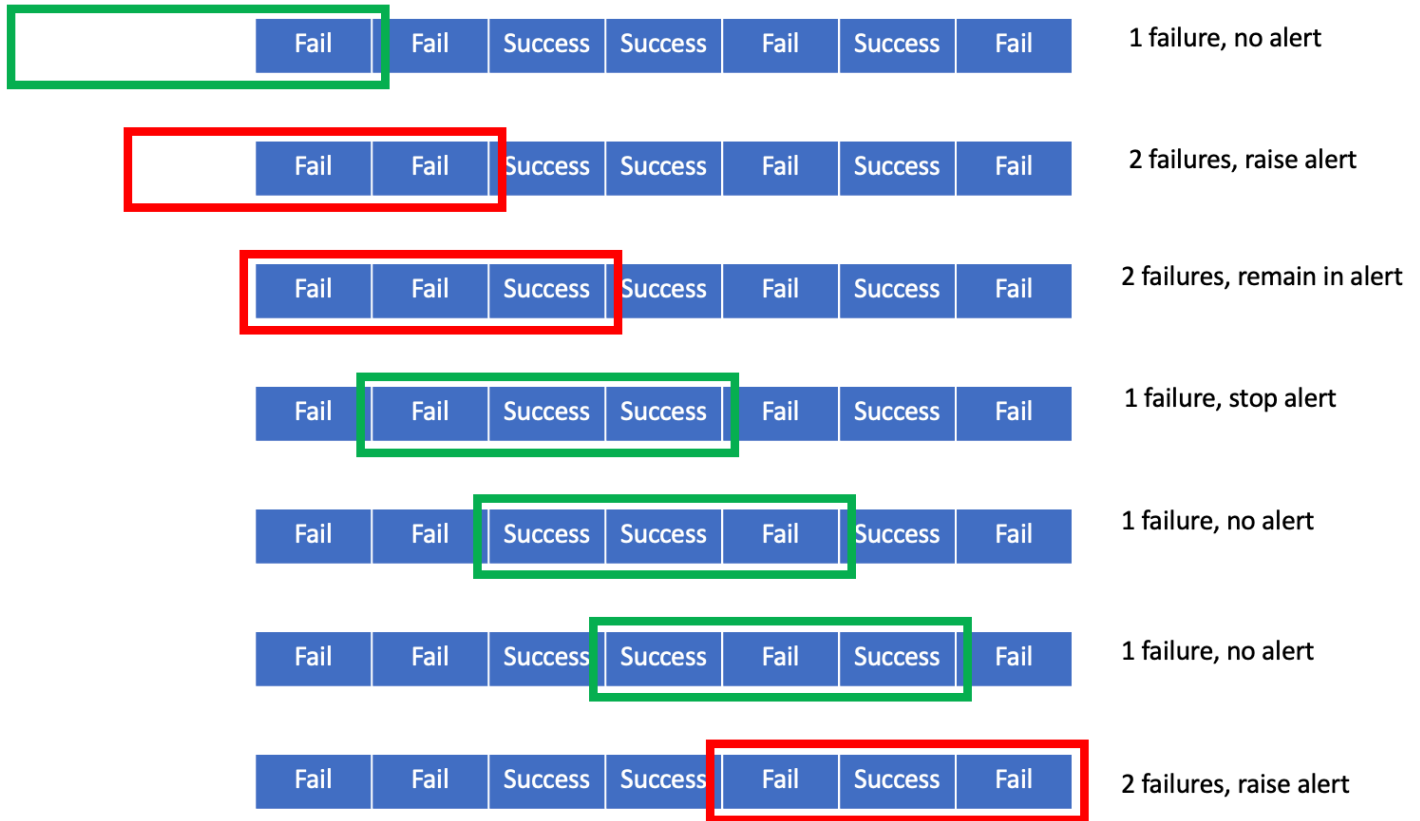 Fail Fail Success Success Fail Success Fail 1 failure, no alert
Fail Fail Success Success Fail Success Fail 2 failures, raise alert
Fail Fail Success Success Fail Success Fail 2 failures, remain in alert
Fail Fail Success Success Fail Success Fail 1 failure, stop alert
Fail Fail Success Success Fail Success Fail 1 failure, no alert
Fail Fail Success Success Fail Success Fail 1 failure, no alert
Fail Fail Success Success Fail Success Fail 2 failures, raise alert